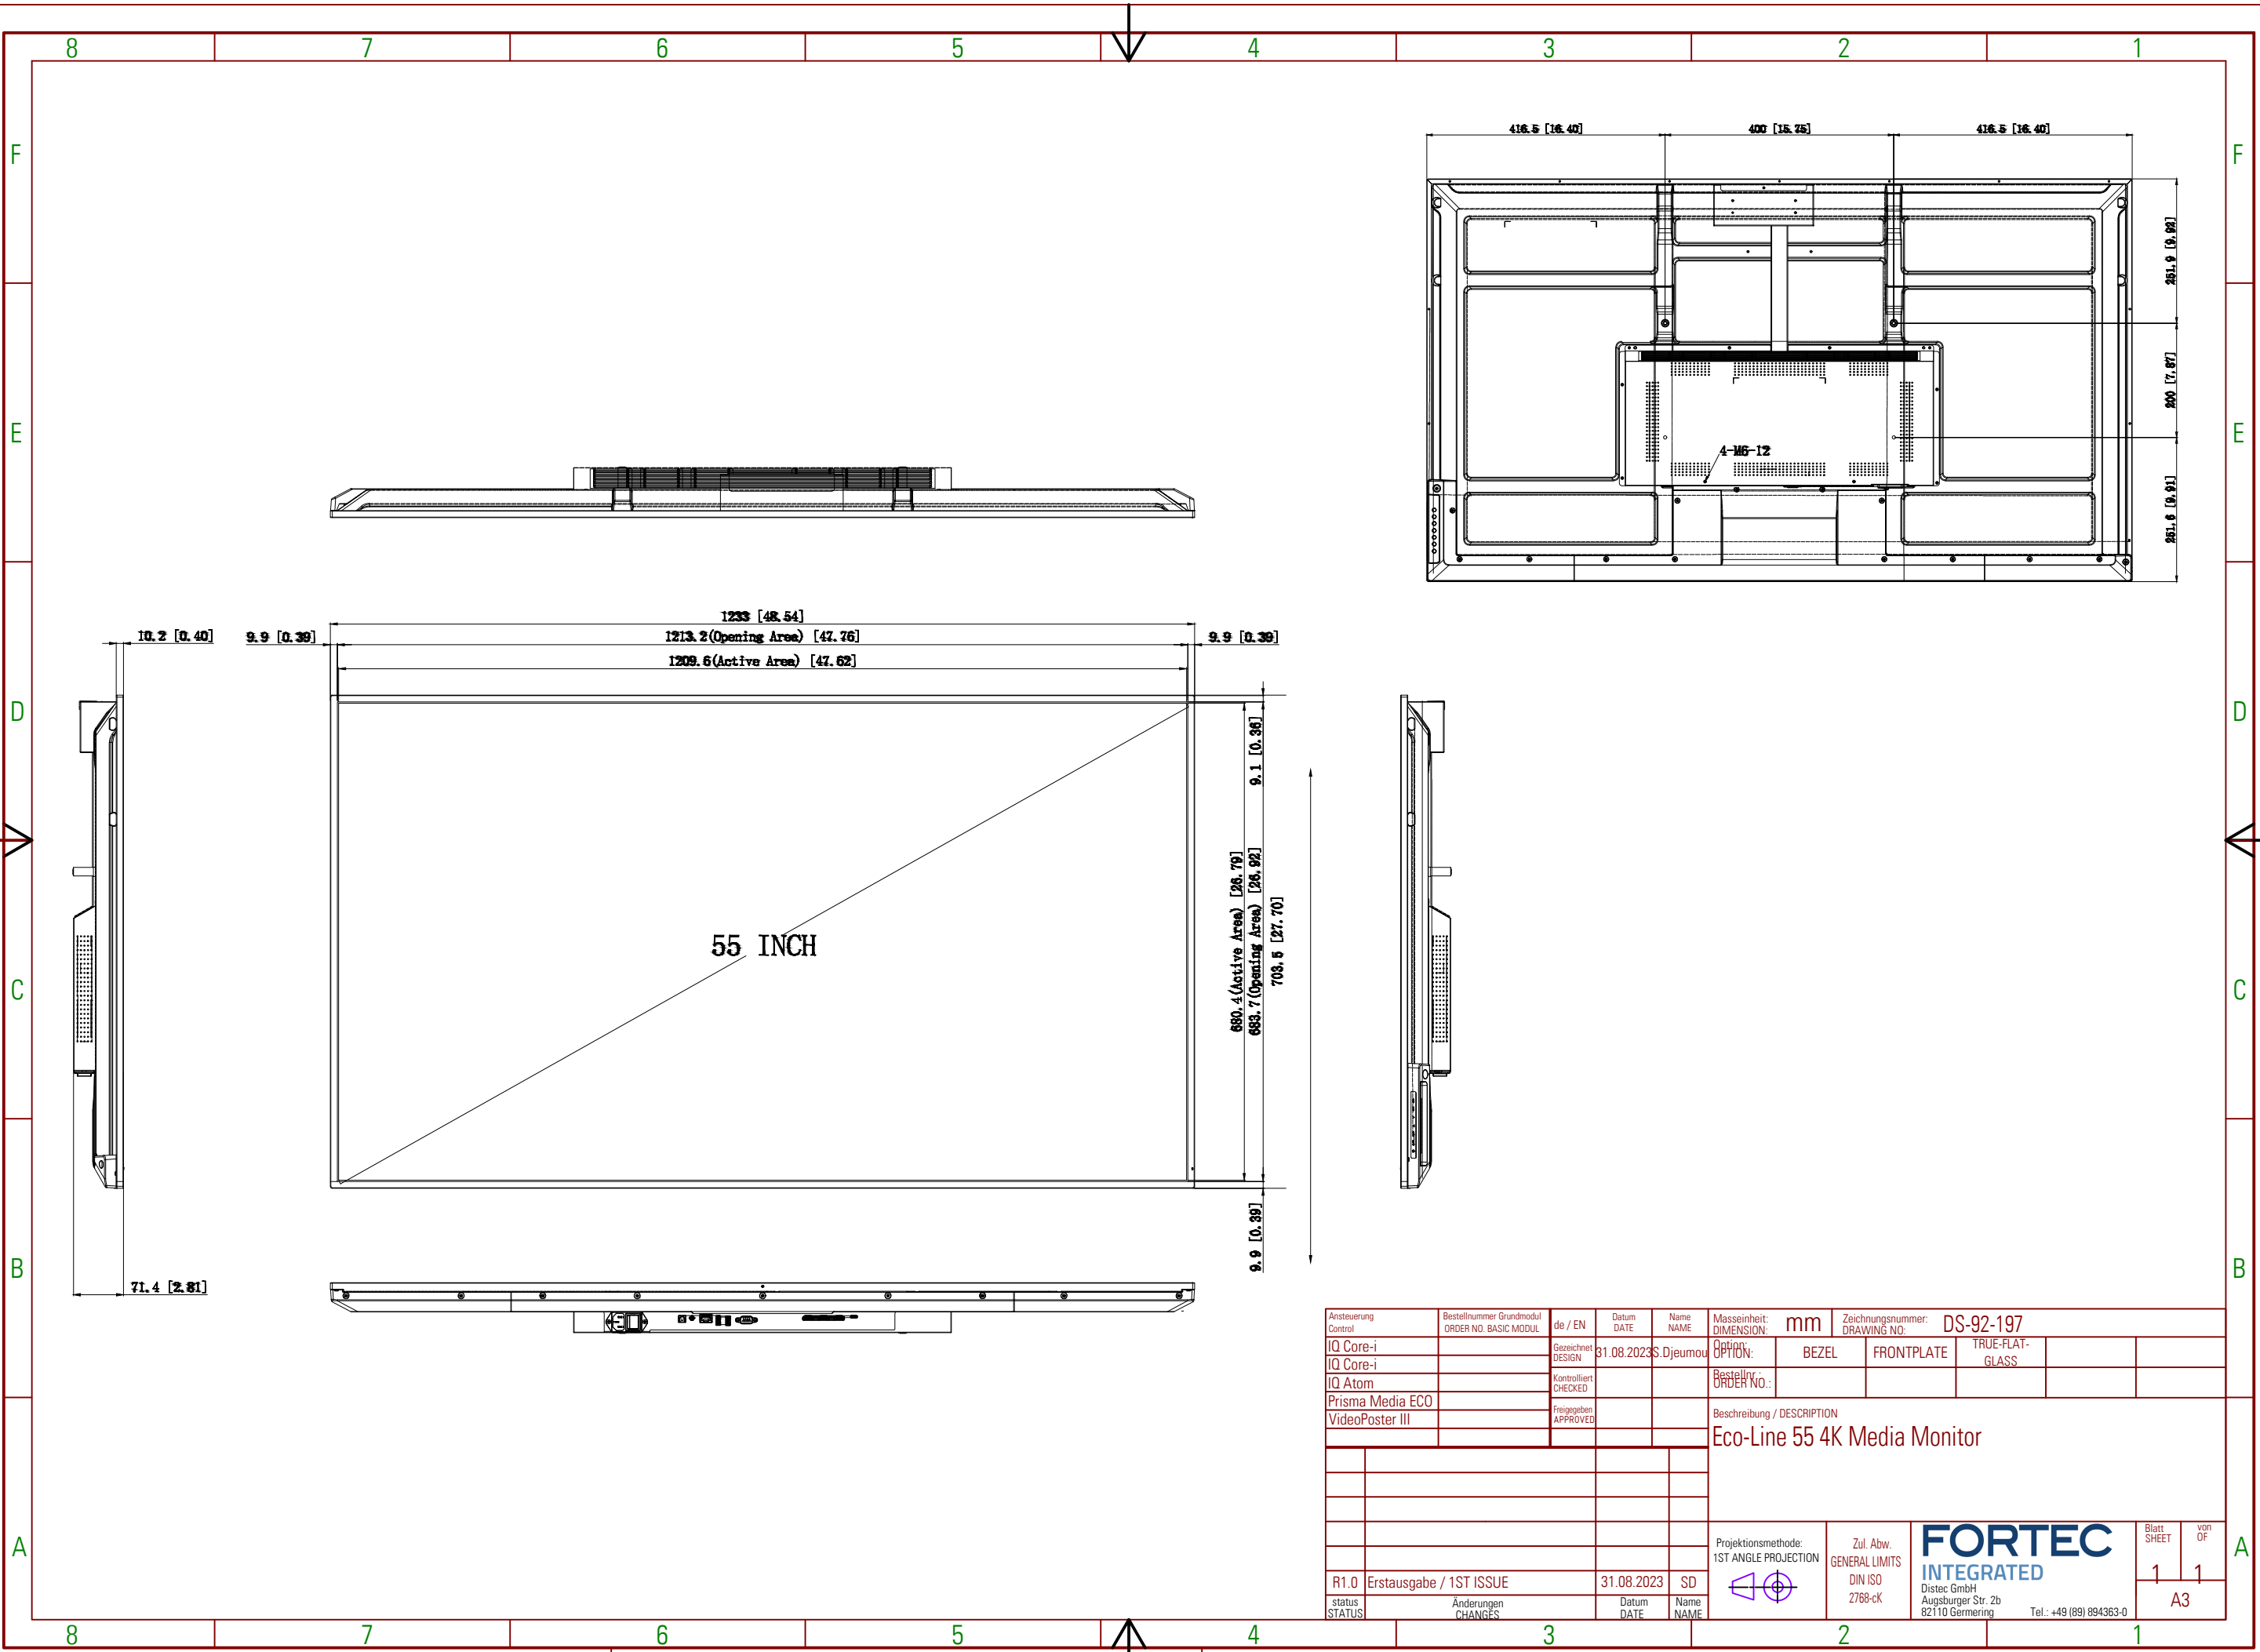 8 7 6 5 4 3 2 1
F F
E E
D D
C C
B B
A A
416.5 [16.40] 400 [15.75] 416.5 [16.40]
251.9 [9.92]
200 [7.87]
251.6 [9.91]
4-M6-12
1233 [48.54]
10.2 [0.40] 9.9 [0.39] 1213.2(Opening Area) [47.76] 9.9 [0.39]
1209.6(Active Area) [47.62]
9.1 [0.36]
680.4(Active Area) [26.79]
683.7(Opening Area) [26.92]
703.5 [27.70]
55 INCH
9.9 [0.39]
71.4 [2.81]
Ansteuerung
Control
Bestellnummer Grundmodul
ORDER NO. BASIC MODUL
IQ Core-i
IQ Core-i
IQ Atom
Prisma Media ECO
VideoPoster III
de / EN
Datum
DATE
Name
NAME
Gezeichnet
DESIGN
31.08.2023 S.Djeumou
Kontrolliert
CHECKED
Freigegeben
APPROVED
Masseinheit:
DIMENSION: mm
Zeichnungsnummer:
DRAWING NO: DS-92-197
Option:
OPTION: BEZEL FRONTPLATE TRUE-FLAT-
GLASS
Bestellnr.:
ORDER NO.:
Beschreibung / DESCRIPTION
Eco-Line 55 4K Media Monitor
R1.0 Erstausgabe / 1ST ISSUE 31.08.2023 SD
status
STATUS
Änderungen
CHANGES
Datum
DATE
Name
NAME
Projektionsmethode:
1ST ANGLE PROJECTION
Zul. Abw.
GENERAL LIMITS
DIN ISO
2768-cK
FORTEC
INTEGRATED
Distec GmbH
Augsburger Str. 2b
82110 Germering Tel.: +49 (89) 894363-0
Blatt
SHEET
1
von
OF
1
A3
8 7 6 5 4 3 2 1